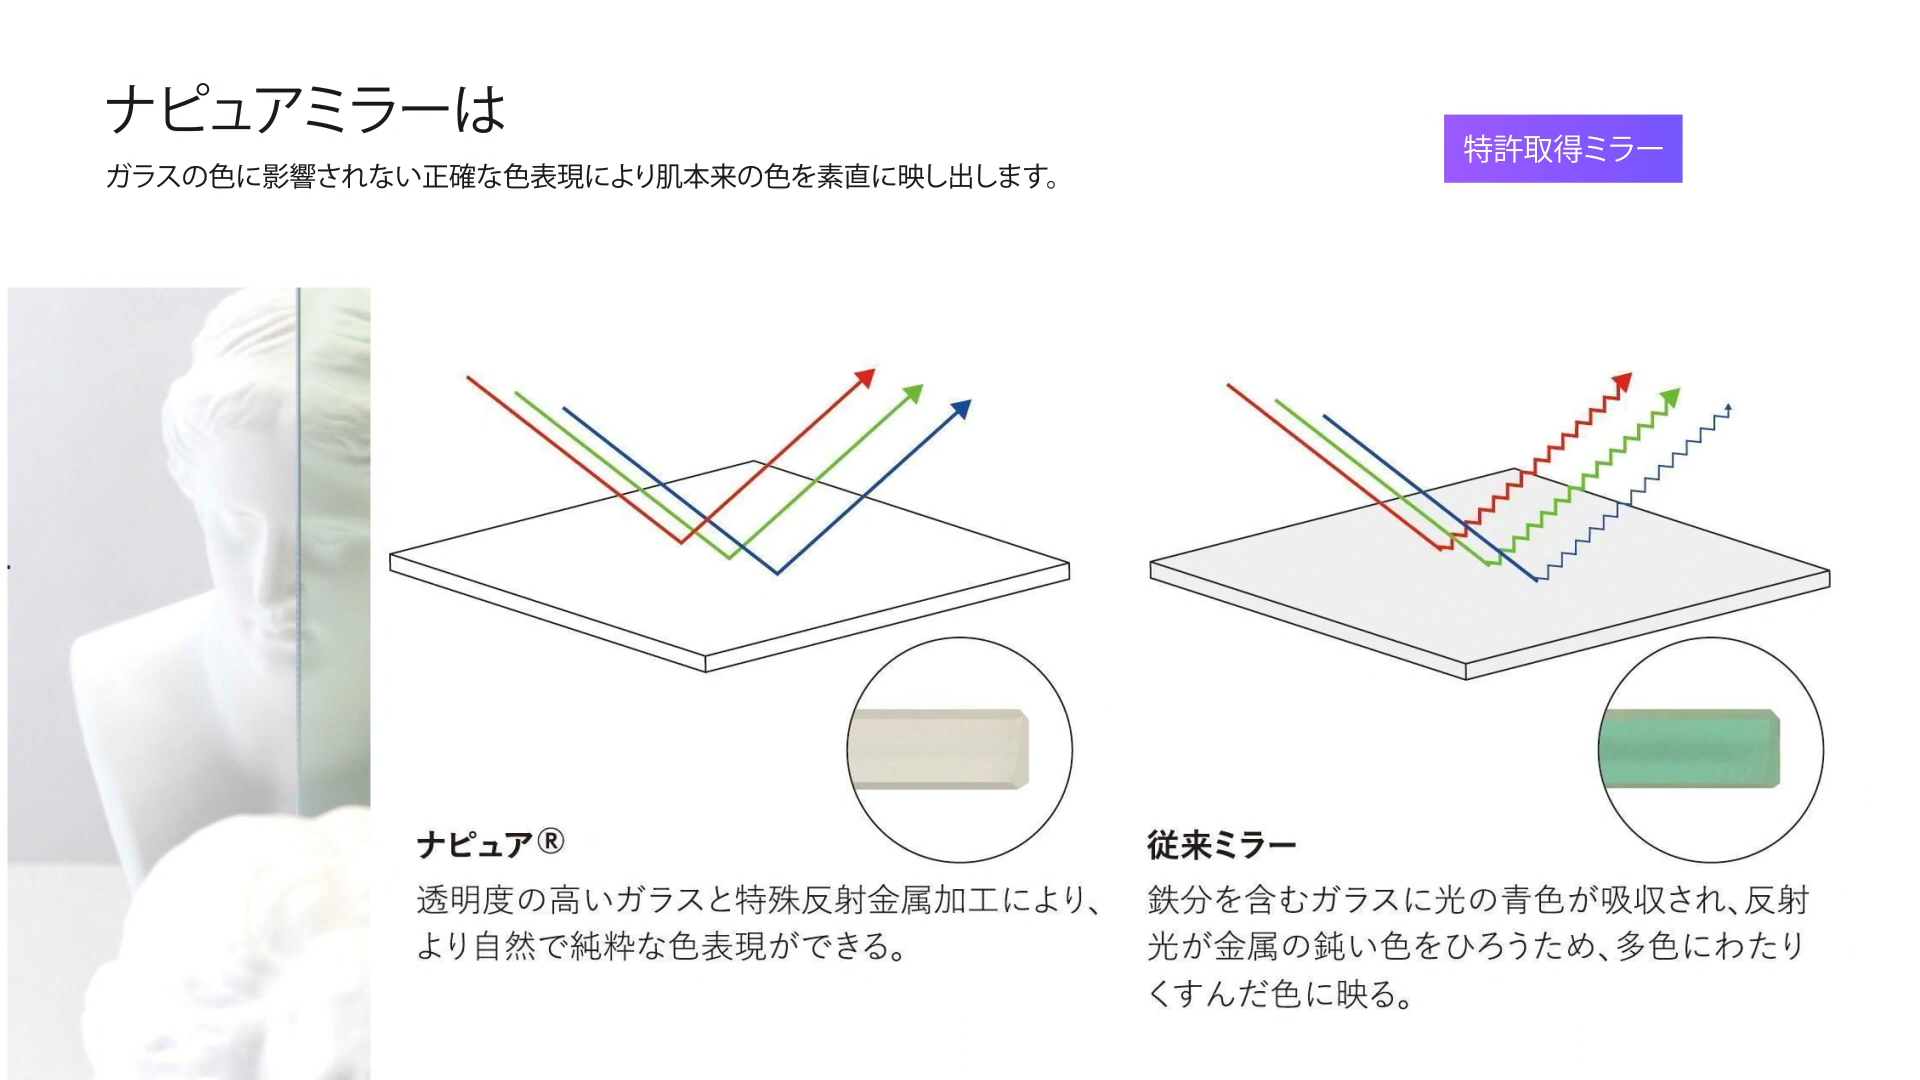 ナピュアミラーは
ガラスの色に影響されない正確な色表現により肌本来の色を素直に映し出します。
特許取得ミラー
ナピュア®
透明度の高いガラスと特殊反射金属加工により、
より自然で純粋な色表現ができる。
従来ミラー
鉄分を含むガラスに光の青色が吸収され、反射
光が金属の鈍い色をひろうため、多色にわたり
くすんだ色に映る。